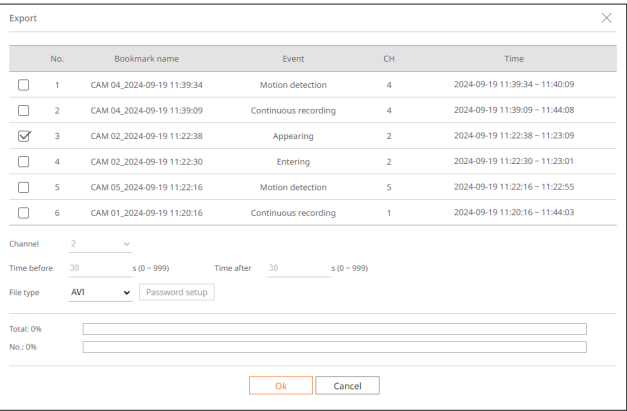 Export
No. Bookmark name Event CH Time
1 CAM 04_2024-09-19 11:39:34 Motion detection 4 2024-09-19 11:39:34 ~ 11:40:09
2 CAM 04_2024-09-19 11:39:09 Continuous recording 4 2024-09-19 11:39:09 ~ 11:44:08
3 CAM 02_2024-09-19 11:22:38 Appearing 2 2024-09-19 11:22:38 ~ 11:23:09
4 CAM 02_2024-09-19 11:22:30 Entering 2 2024-09-19 11:22:30 ~ 11:23:01
5 CAM 05_2024-09-19 11:22:16 Motion detection 5 2024-09-19 11:22:16 ~ 11:22:55
6 CAM 01_2024-09-19 11:20:16 Continuous recording 1 2024-09-19 11:20:16 ~ 11:44:03
Channel 2
Time before 30 s (0 ~ 999) Time after 30 s (0 ~ 999)
File type AVI Password setup
Total: 0%
No.: 0%
Ok Cancel